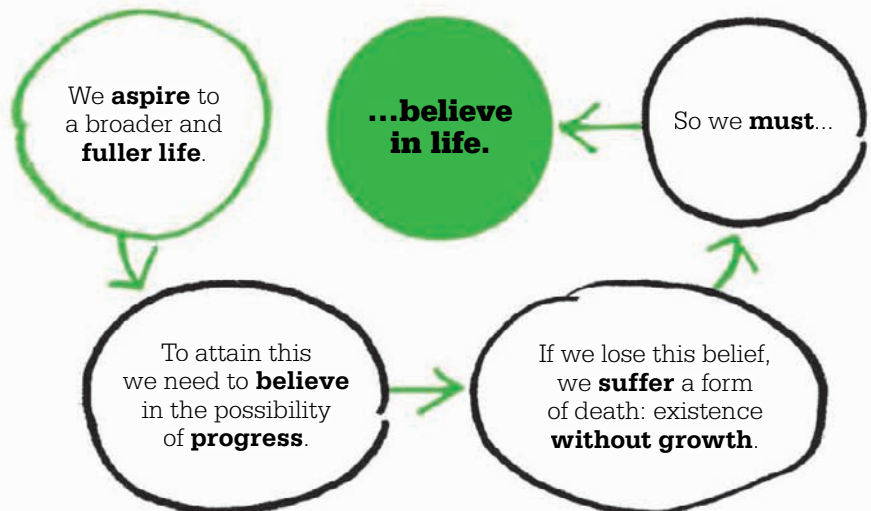 We aspire to
a broader and
fuller life.
To attain this
we need to believe
in the possibility
of progress.
If we lose this belief,
we suffer a form
of death: existence
without growth.
So we must...
...believe
in life.